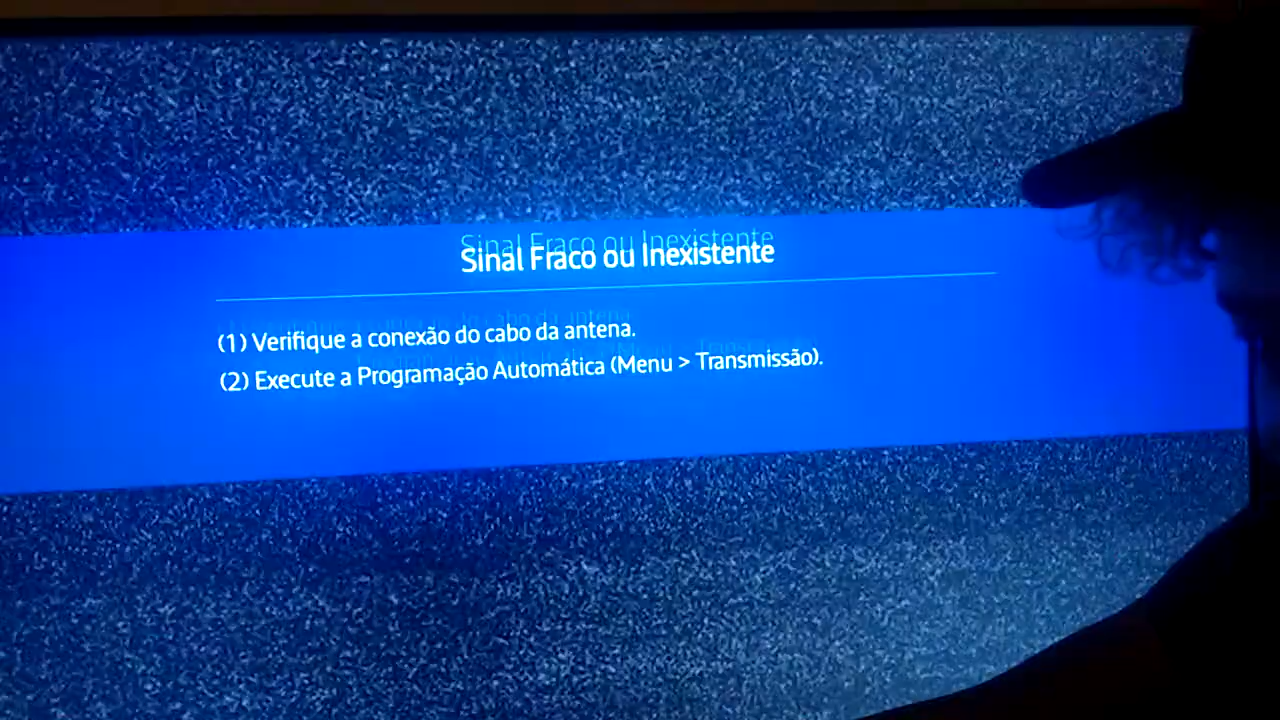 Sinal Fraco ou Inexistente
(1) Verifique a conexão do cabo da antena.
(2) Execute a Programação Automática (Menu > Transmissão).